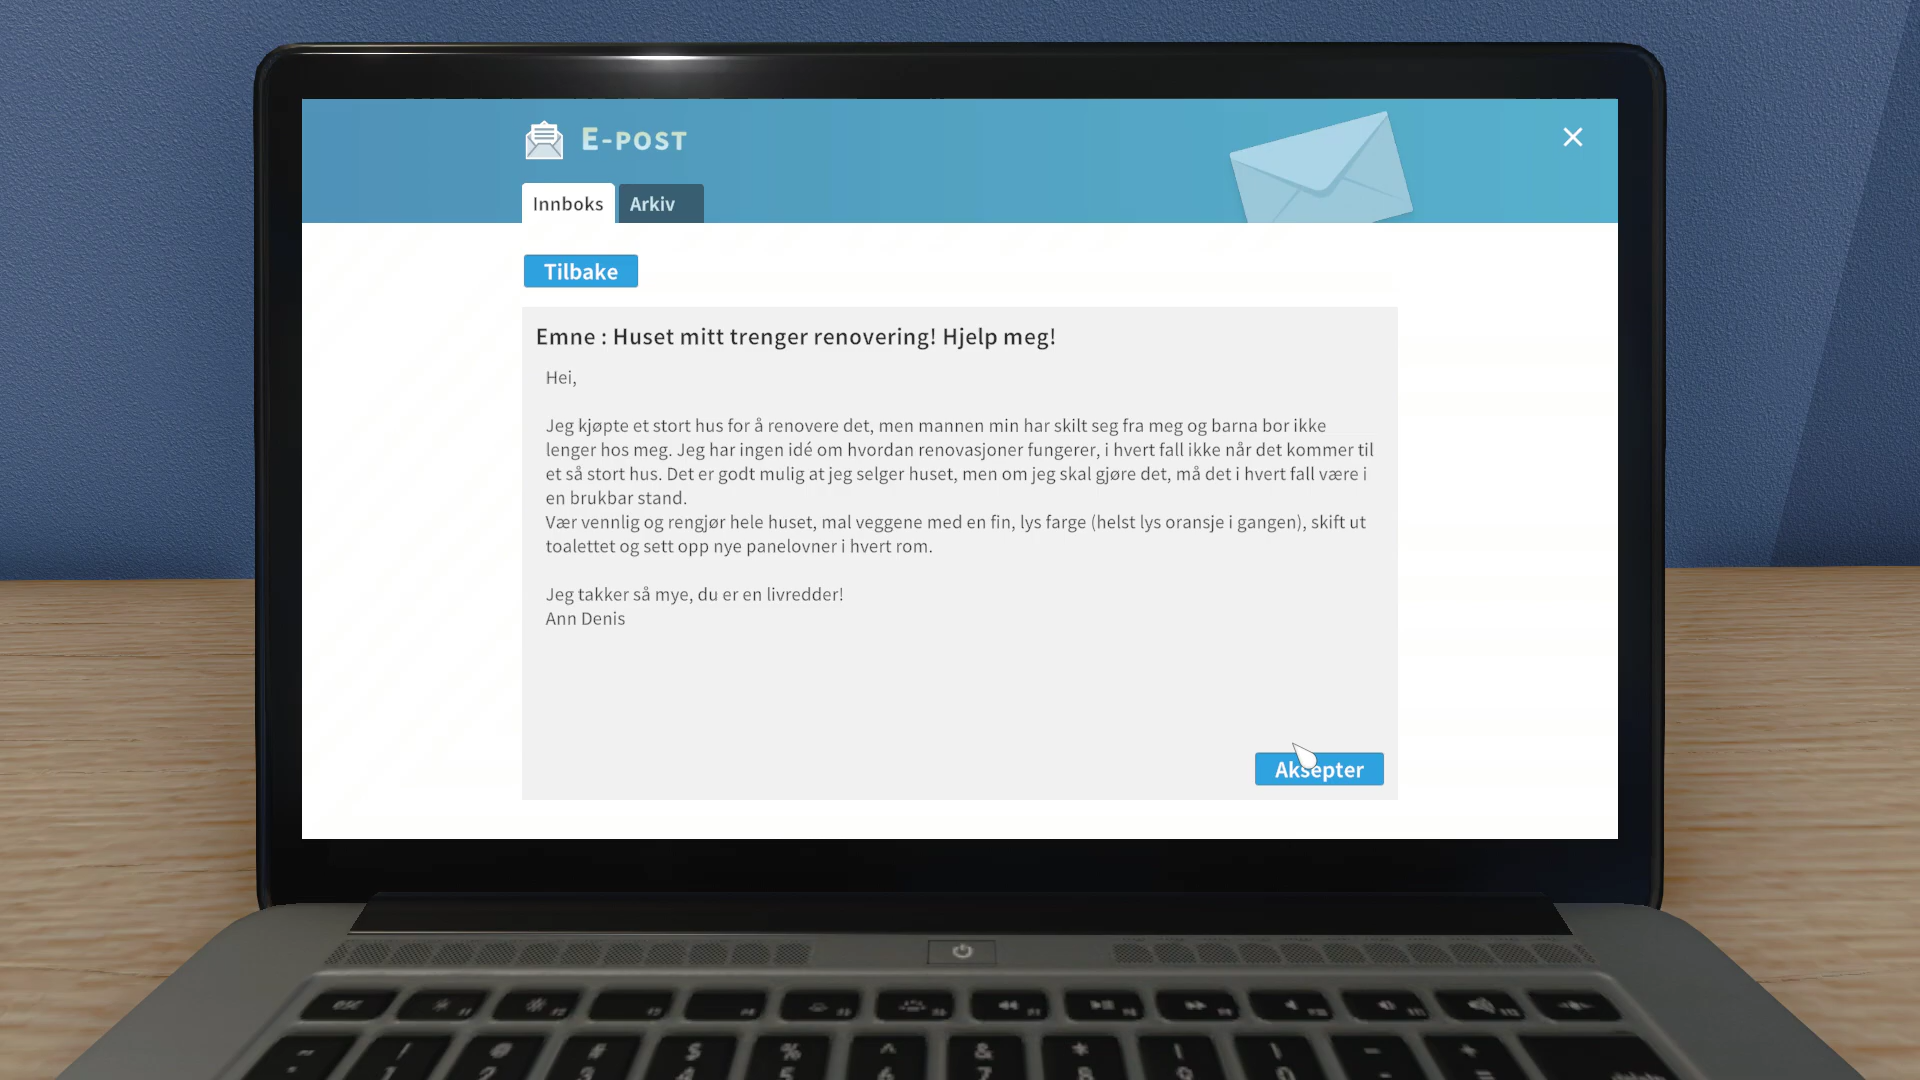 E-POST
Innboks
Arkiv
Tilbake
Emne : Huset mitt trenger renovering! Hjelp meg!
Hei,
Jeg kjøpte et stort hus for å renovere det, men mannen min har skilt seg fra meg og barna bor ikke
lenger hos meg. Jeg har ingen idé om hvordan renovasjoner fungerer, i hvert fall ikke når det kommer til
et så stort hus. Det er godt mulig at jeg selger huset, men om jeg skal gjøre det, må det i hvert fall være i
en brukbar stand.
Vær vennlig og rengjør hele huset, mal veggene med en fin, lys farge (helst lys oransje i gangen), skift ut
toalettet og sett opp nye panelovner i hvert rom.
Jeg takker så mye, du er en livredder!
Ann Denis
Aksepter
esc